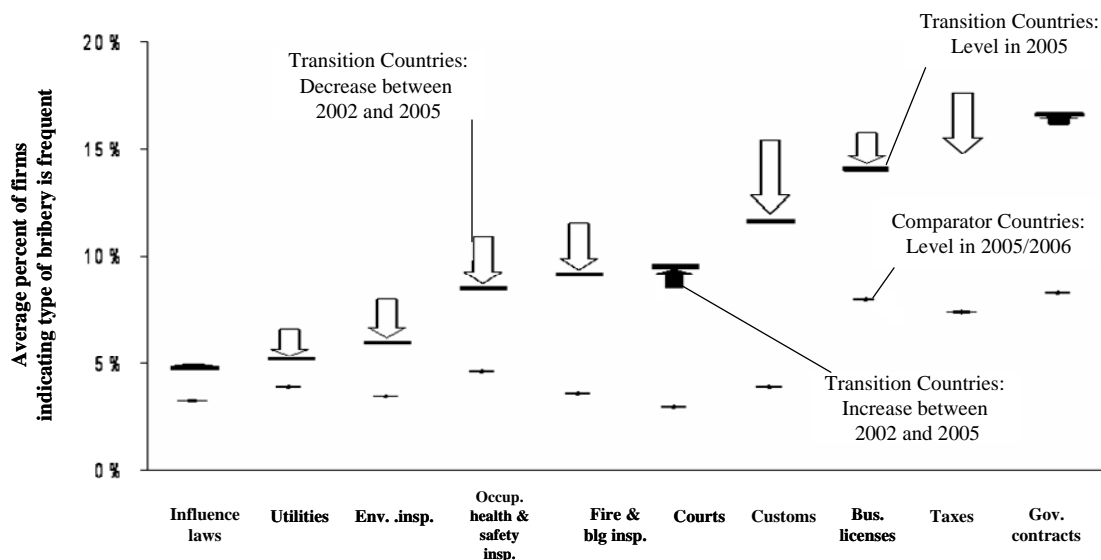 Transition Countries:
Level in 2005
20%
Transition Countries:
Decrease between
2002 and 2005
15%
Average percent of firms
indicating type of bribery is frequent
Comparator Countries:
Level in 2005/2006
10%
5%
Transition Countries:
Increase between
2002 and 2005
0%
Influence
laws
Utilities
Env. .insp.
Occup.
health &
safety
insp.
Fire &
blg insp.
Courts
Customs
Bus.
licenses
Taxes
Gov.
contracts